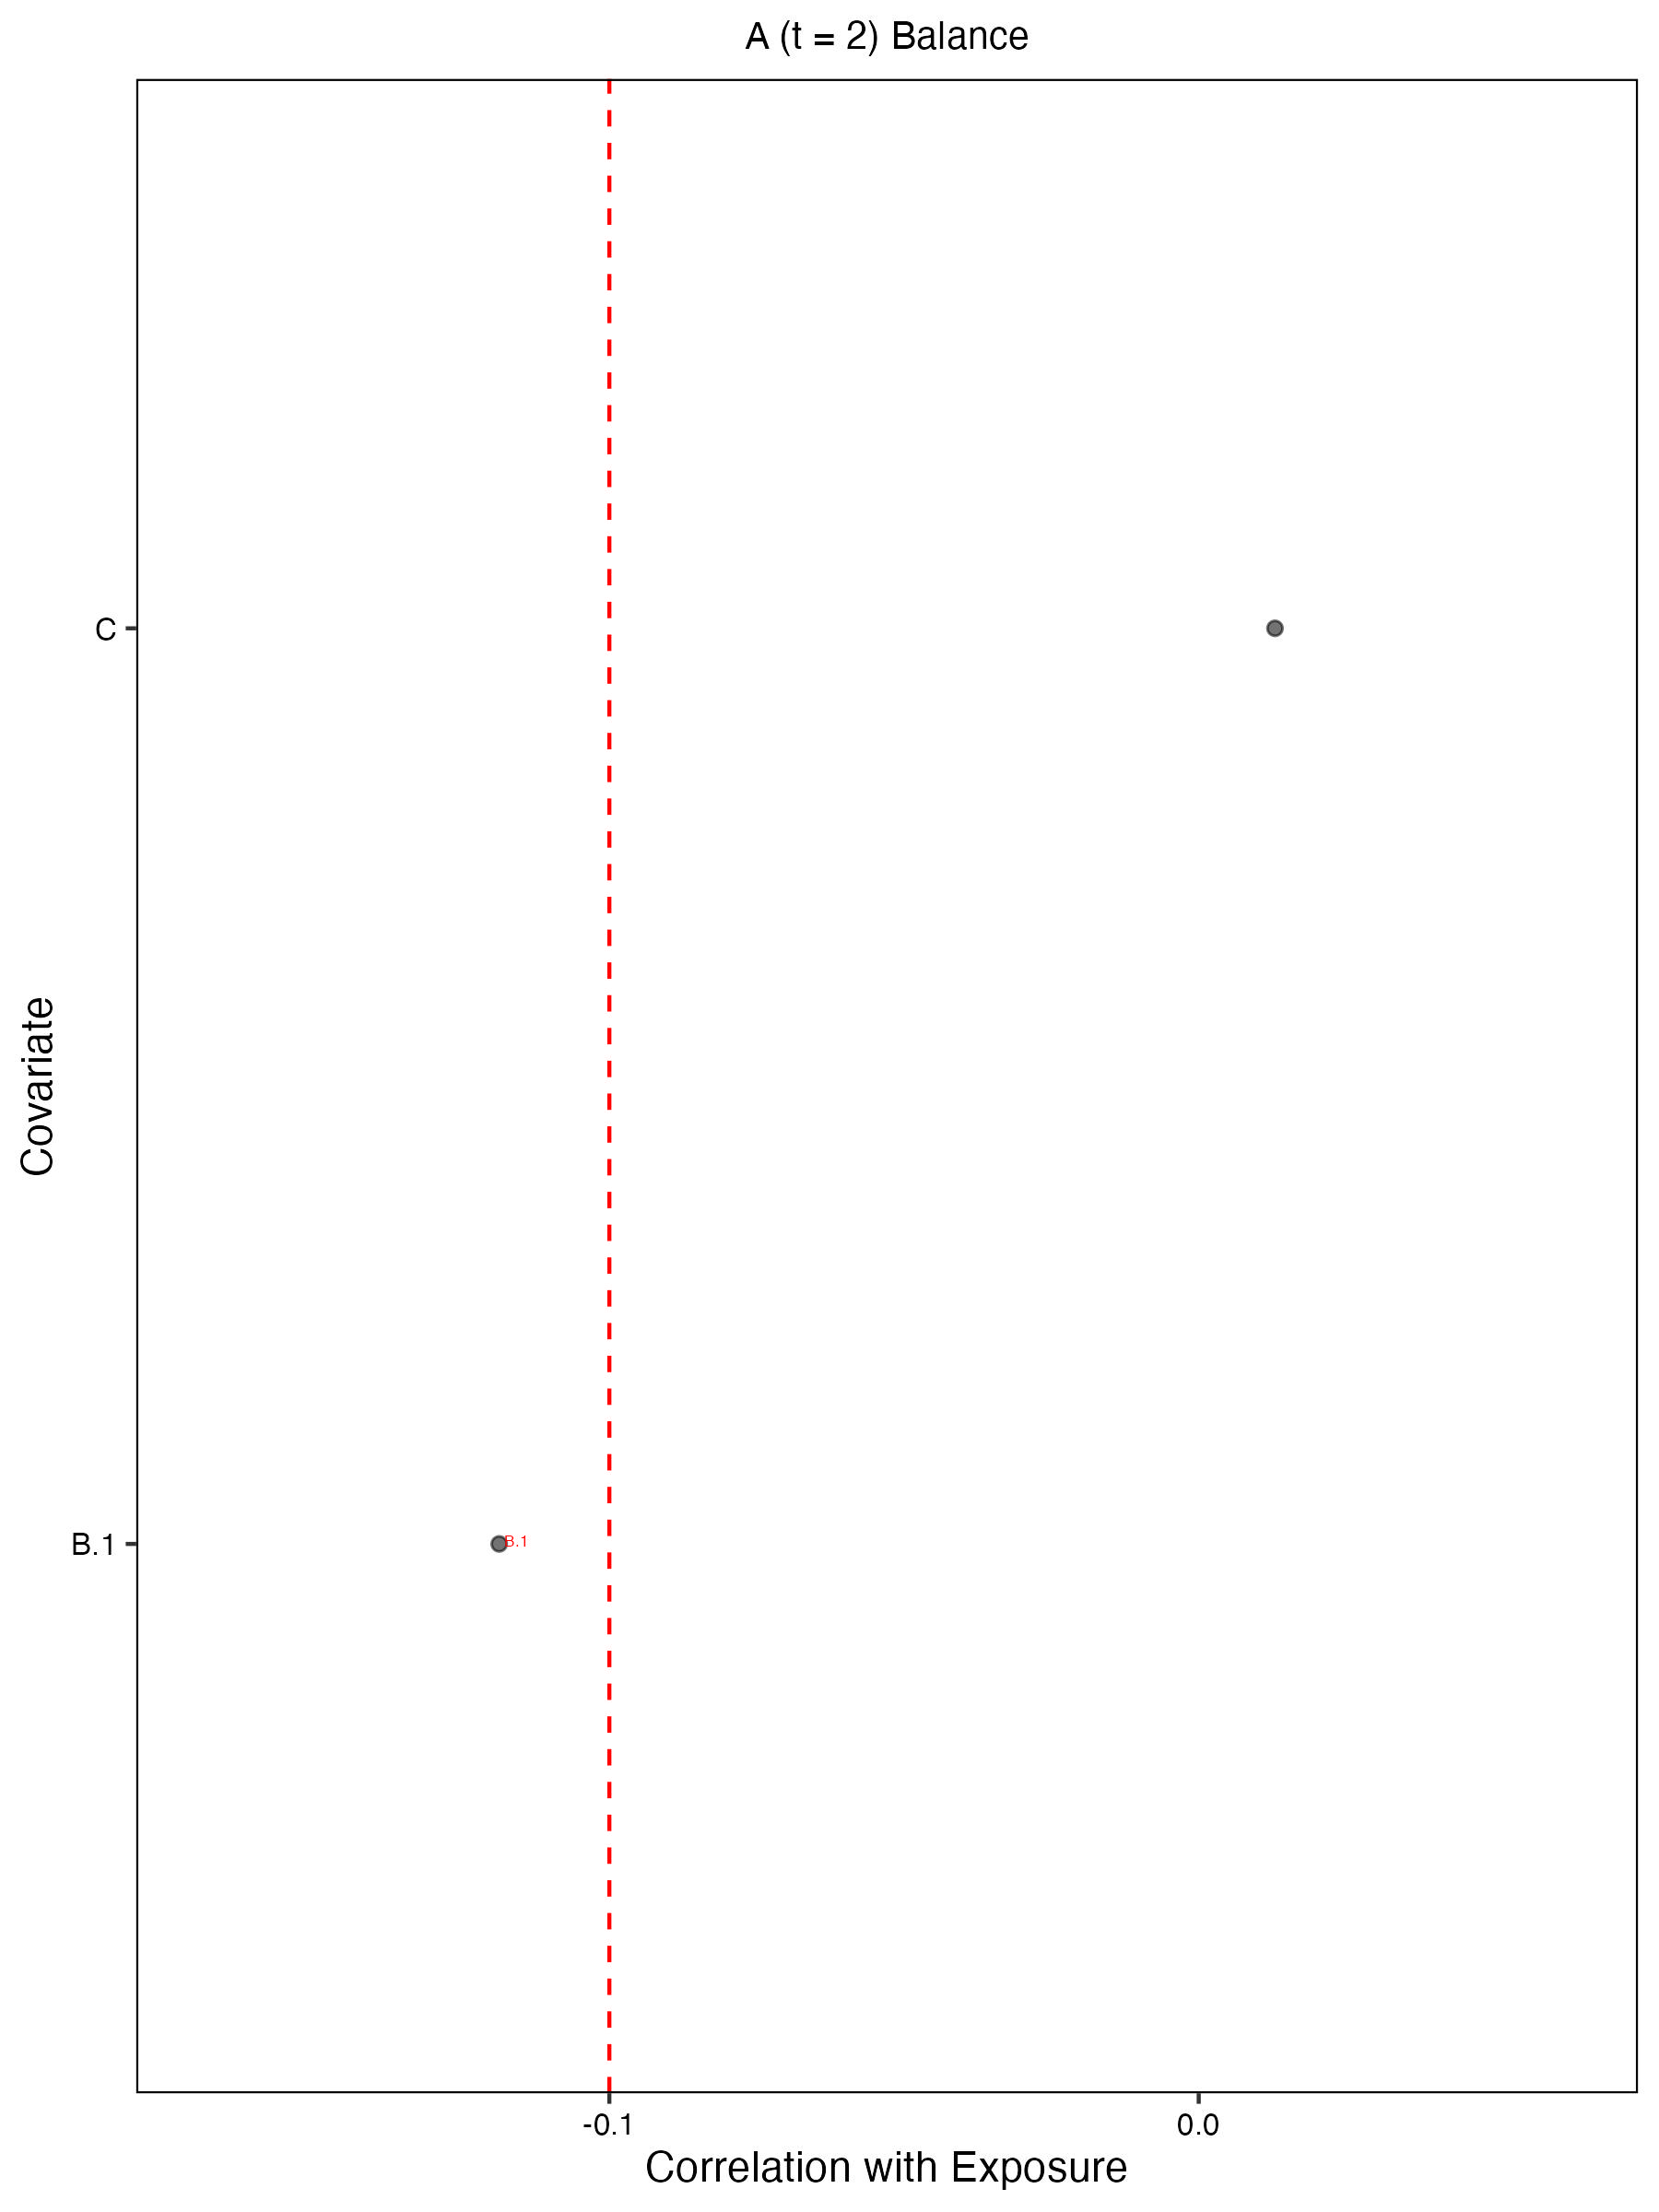 A (t = 2) Balance
Covariate
C
B.1
B.1
-0.1
0.0
Correlation with Exposure